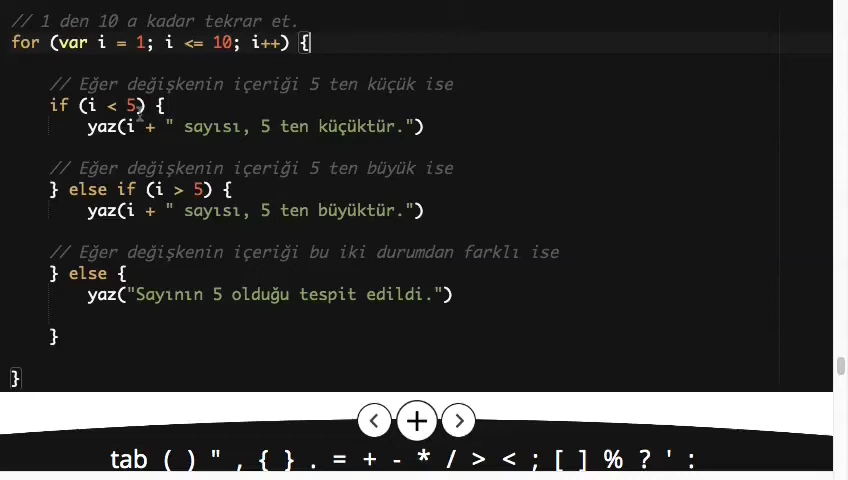 // 1 den 10 a kadar tekrar et.
for (var i = 1; i <= 10; i++) {
// Eğer değişkenin içeriği 5 ten küçük ise
if (i < 5) {
yaz(i + " sayısı, 5 ten küçüktür.")
// Eğer değişkenin içeriği 5 ten büyük ise
} else if (i > 5) {
yaz(i + " sayısı, 5 ten büyüktür.")
// Eğer değişkenin içeriği bu iki durumdan farklı ise
} else {
yaz("Sayının 5 olduğu tespit edildi.")
}
}
tab ( ) " , { } . = + - * / > < ; [ ] % ? ' :